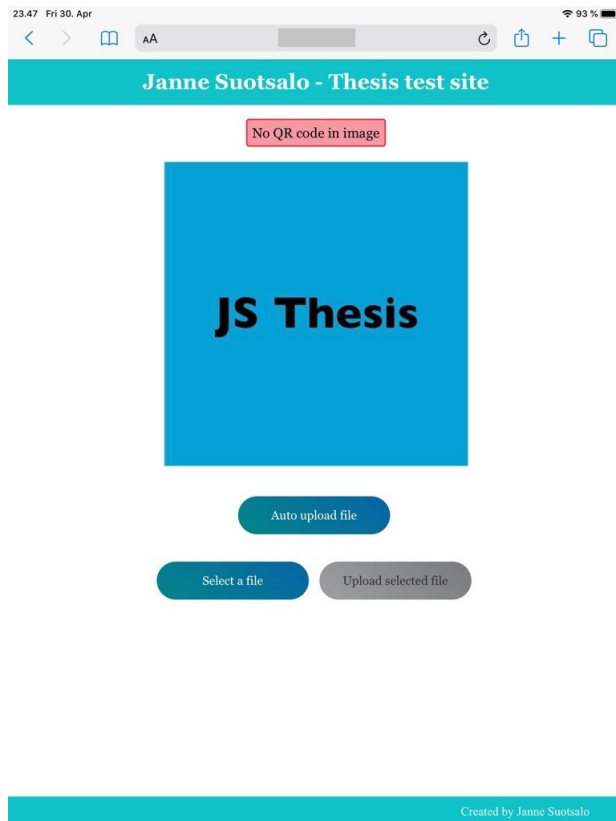 23.47 Fri 30. Apr 93 %
AA
Janne Suotsalo - Thesis test site
No QR code in image
JS Thesis
Auto upload file
Select a file Upload selected file
Created by Janne Suotsalo